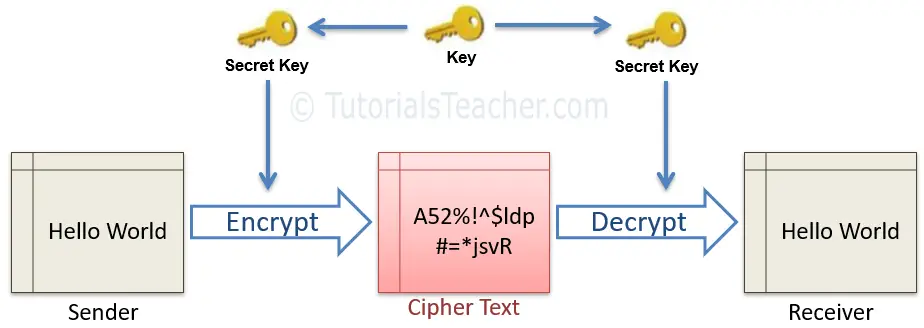 Secret Key
Key
Secret Key
© TutorialsTeacher.com
Hello World
Encrypt
A52%!^$ldp
#=*jsvR
Decrypt
Hello World
Sender
Cipher Text
Receiver